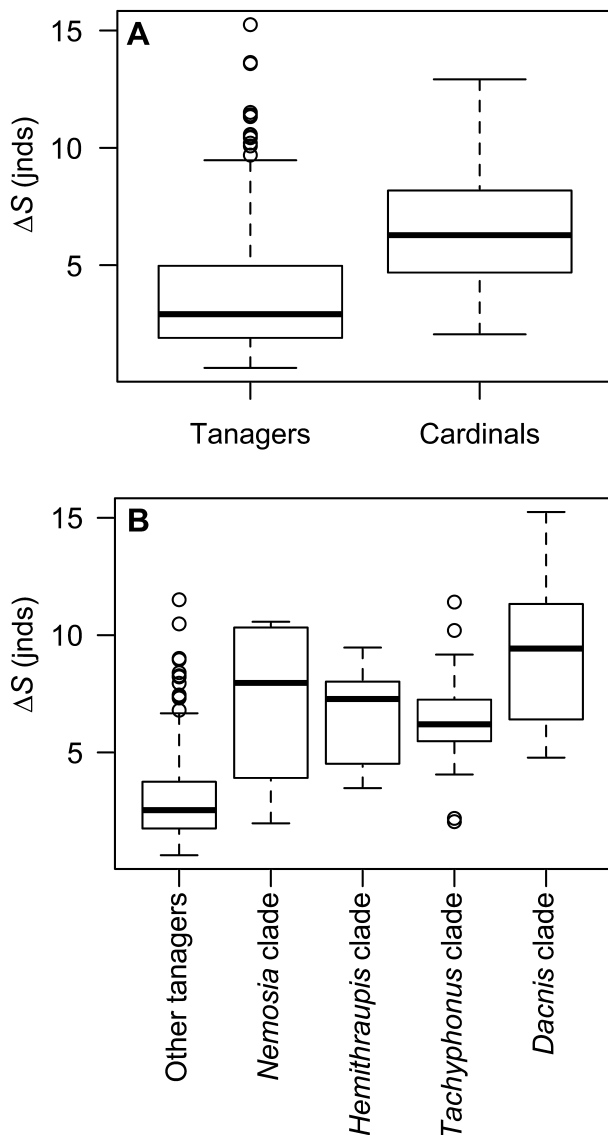 A
15
10
5
ΔS (jnds)
Tanagers Cardinals
B
15
10
5
ΔS (jnds)
Other tanagers
Nemosia clade
Hemithraupis clade
Tachyphonus clade
Dacnis clade